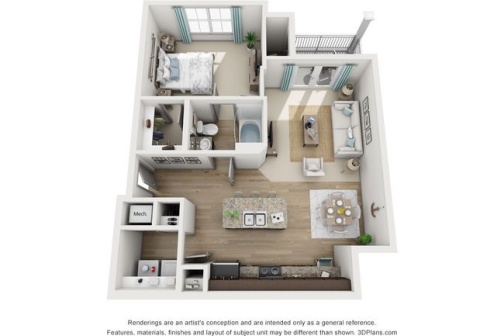 Mech.
Renderings are an artist's conception and are intended only as a general reference.
Features, materials, finishes and layout of subject unit may be different than shown. 3DPlans.com